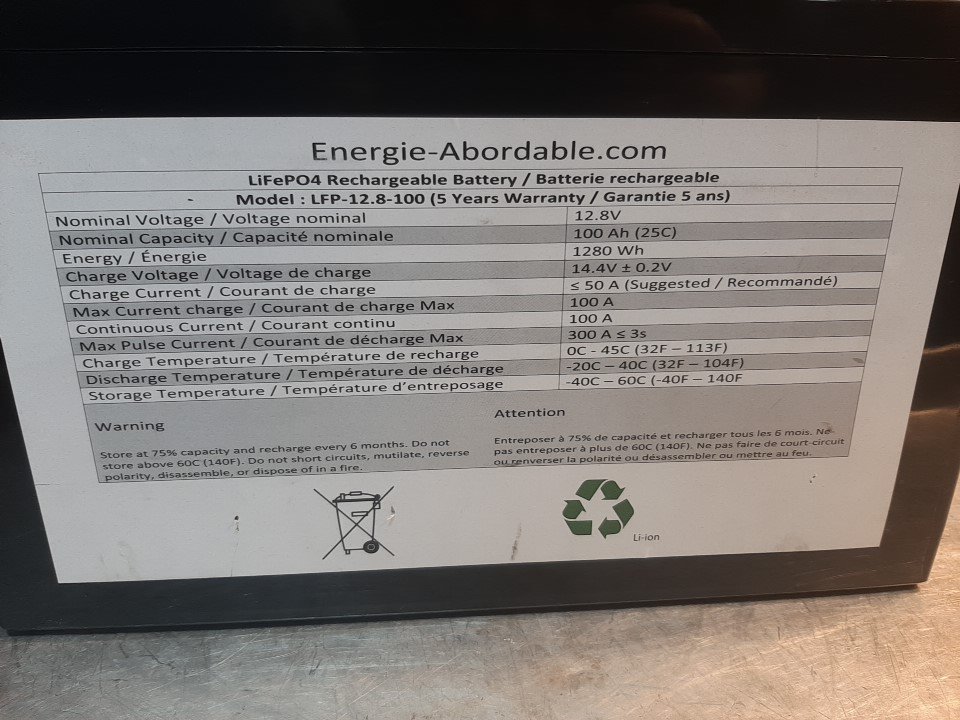 Energie-Abordable.com
LiFePO4 Rechargeable Battery / Batterie rechargeable
- Model : LFP-12.8-100 (5 Years Warranty / Garantie 5 ans)
Nominal Voltage / Voltage nominal 12.8V
Nominal Capacity / Capacité nominale 100 Ah (25C)
Energy / Énergie 1280 Wh
Charge Voltage / Voltage de charge 14.4V ± 0.2V
Charge Current / Courant de charge ≤ 50 A (Suggested / Recommandé)
Max Current charge / Courant de charge Max 100 A
Continuous Current / Courant continu 100 A
Max Pulse Current / Courant de décharge Max 300 A ≤ 3s
Charge Temperature / Température de recharge 0C - 45C (32F – 113F)
Discharge Temperature / Température de décharge -20C – 40C (32F – 104F)
Storage Temperature / Température d'entreposage -40C – 60C (-40F – 140F
Warning
Store at 75% capacity and recharge every 6 months. Do not
store above 60C (140F). Do not short circuits, mutilate, reverse
polarity, disassemble, or dispose of in a fire.
Attention
Entreposer à 75% de capacité et recharger tous les 6 mois. Ne
pas entreposer à plus de 60C (140F). Ne pas faire de court-circuit
ou renverser la polarité ou désassembler ou mettre au feu.
Li-ion